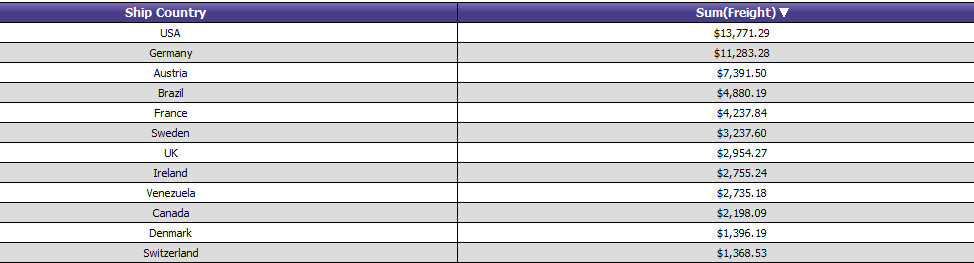 Ship Country Sum(Freight) ▼
USA $13,771.29
Germany $11,283.28
Austria $7,391.50
Brazil $4,880.19
France $4,237.84
Sweden $3,237.60
UK $2,954.27
Ireland $2,755.24
Venezuela $2,735.18
Canada $2,198.09
Denmark $1,396.19
Switzerland $1,368.53